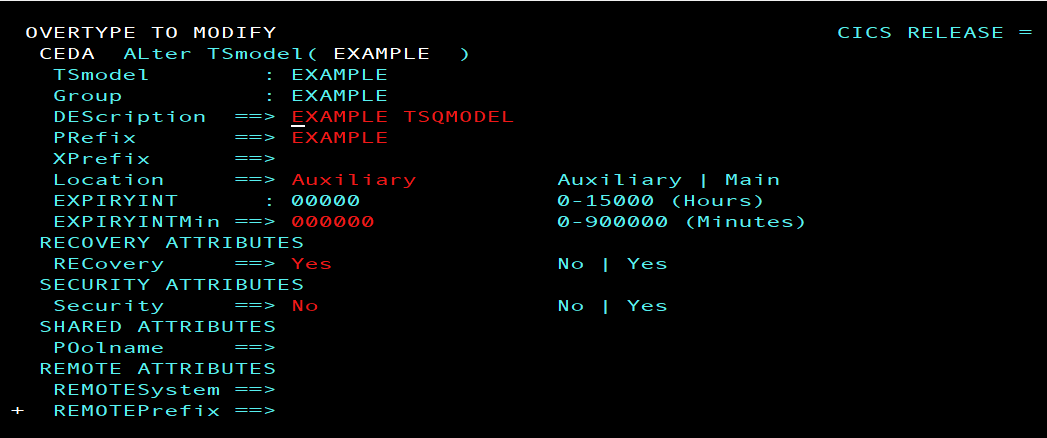 OVERTYPE TO MODIFY CICS RELEASE =
CEDA ALter TSmodel( EXAMPLE )
TSmodel : EXAMPLE
Group : EXAMPLE
DEScription ==> EXAMPLE TSQMODEL
PRefix ==> EXAMPLE
XPrefix ==>
Location ==> Auxiliary Auxiliary | Main
EXPIRYINT : 00000 0-15000 (Hours)
EXPIRYINTMin ==> 000000 0-900000 (Minutes)
RECOVERY ATTRIBUTES
RECovery ==> Yes No | Yes
SECURITY ATTRIBUTES
Security ==> No No | Yes
SHARED ATTRIBUTES
POolname ==>
REMOTE ATTRIBUTES
REMOTESystem ==>
+ REMOTEPrefix ==>